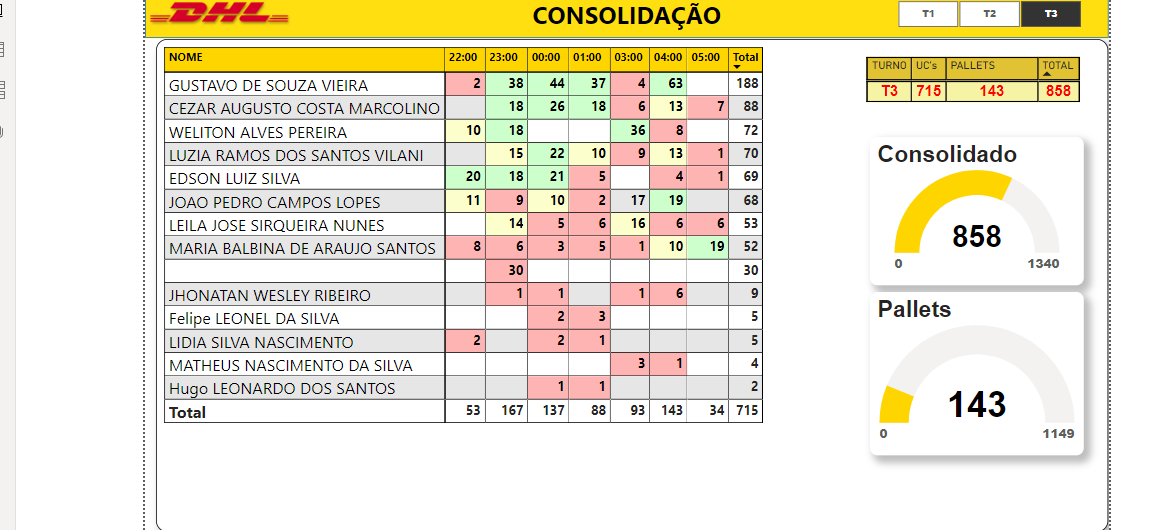 DHL CONSOLIDAÇÃO T1 T2 T3
NOME 22:00 23:00 00:00 01:00 03:00 04:00 05:00 Total
GUSTAVO DE SOUZA VIEIRA 2 38 44 37 4 63 188
CEZAR AUGUSTO COSTA MARCOLINO 18 26 18 6 13 7 88
WELITON ALVES PEREIRA 10 18 36 8 72
LUZIA RAMOS DOS SANTOS VILANI 15 22 10 9 13 1 70
EDSON LUIZ SILVA 20 18 21 5 4 1 69
JOAO PEDRO CAMPOS LOPES 11 9 10 2 17 19 68
LEILA JOSE SIRQUEIRA NUNES 14 5 6 16 6 6 53
MARIA BALBINA DE ARAUJO SANTOS 8 6 3 5 1 10 19 52
30 30
JHONATAN WESLEY RIBEIRO 1 1 1 6 9
Felipe LEONEL DA SILVA 2 3 5
LIDIA SILVA NASCIMENTO 2 2 1 5
MATHEUS NASCIMENTO DA SILVA 3 1 4
Hugo LEONARDO DOS SANTOS 1 1 2
Total 53 167 137 88 93 143 34 715
TURNO UC's PALLETS TOTAL
T3 715 143 858
Consolidado
858
0 1340
Pallets
143
0 1149